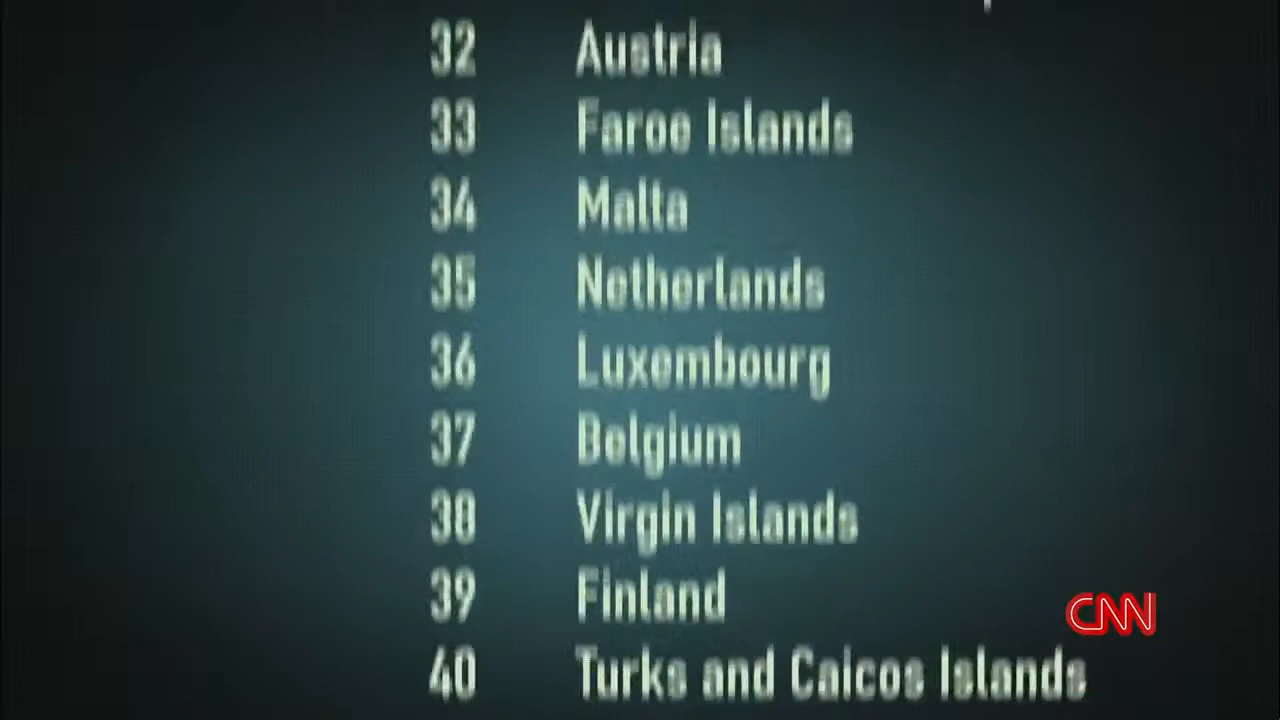 32 Austria
33 Faroe Islands
34 Malta
35 Netherlands
36 Luxembourg
37 Belgium
38 Virgin Islands
39 Finland
CNN
40 Turks and Caicos Islands